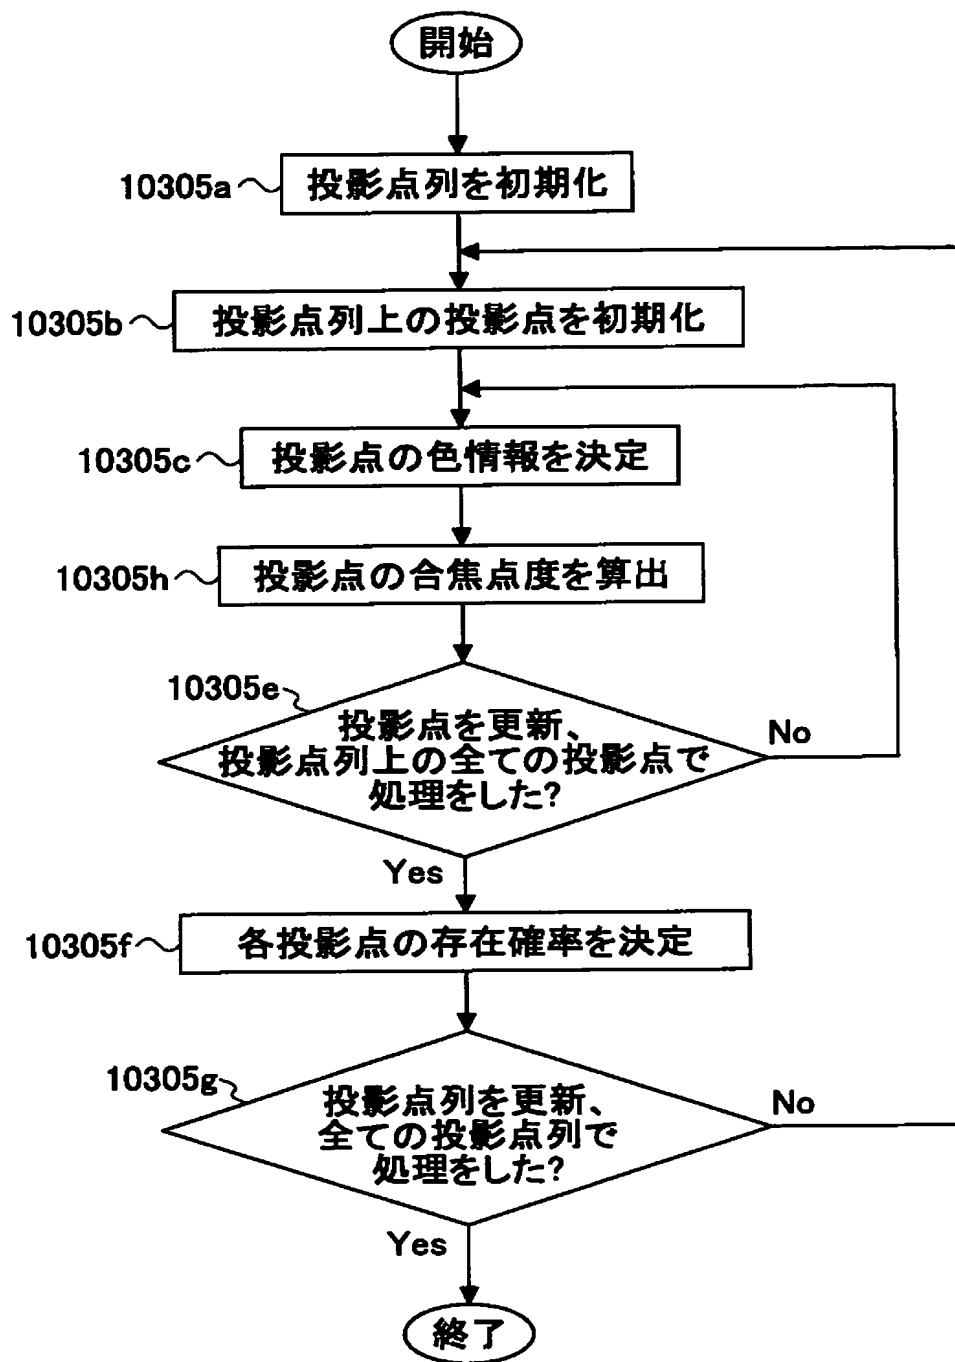 開始
10305a
投影点列を初期化
10305b
投影点列上の投影点を初期化
10305c
投影点の色情報を決定
10305h
投影点の合焦点度を算出
10305e
投影点を更新、
投影点列上の全ての投影点で
処理をした?
No
Yes
10305f
各投影点の存在確率を決定
10305g
投影点列を更新、
全ての投影点列で
処理をした?
No
Yes
終了